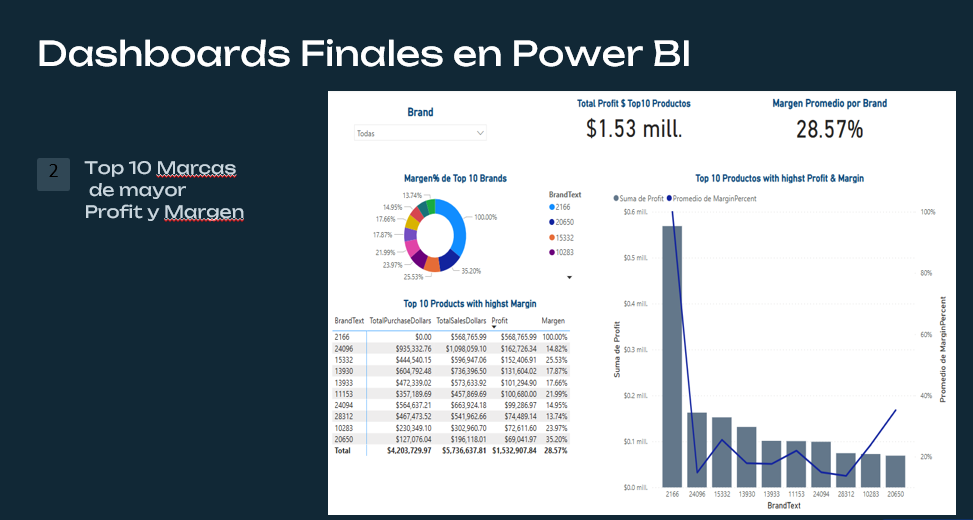 Dashboards Finales en Power BI
2
Top 10 Marcas
de mayor
Profit y Margen
Brand
Todas
Total Profit $ Top10 Productos
$1.53 mill.
Margen Promedio por Brand
28.57%
Margen% de Top 10 Brands
13.74%
14.95%
17.66%
17.87%
21.99%
23.97%
25.53%
35.20%
100.00%
BrandText
2166
20650
15332
10283
Top 10 Products with highst Margin
BrandText TotalPurchaseDollars TotalSalesDollars Profit Margen
2166 $0.00 $568,765.99 $568,765.99 100.00%
24096 $935,332.76 $1,098,059.10 $162,726.34 14.82%
15332 $444,540.15 $596,947.06 $152,406.91 25.53%
13930 $604,792.48 $736,396.50 $131,604.02 17.87%
13933 $472,339.02 $573,633.92 $101,294.90 17.66%
11153 $357,189.69 $457,869.69 $100,680.00 21.99%
24094 $564,637.21 $663,924.18 $99,286.97 14.95%
28312 $467,473.52 $541,962.66 $74,489.14 13.74%
10283 $230,349.10 $302,960.70 $72,611.60 23.97%
20650 $127,076.04 $196,118.01 $69,041.97 35.20%
Total $4,203,729.97 $5,736,637.81 $1,532,907.84 28.57%
Top 10 Productos with highst Profit & Margin
Suma de Profit Promedio de MarginPercent
$0.6 mil.
$0.5 mil.
$0.4 mil.
$0.3 mil.
$0.2 mil.
$0.1 mil.
$0.0 mil.
Suma de Profit
100%
80%
60%
40%
20%
Promedio de MarginPercent
2166 24096 15332 13930 13933 11153 24094 28312 10283 20650
BrandText